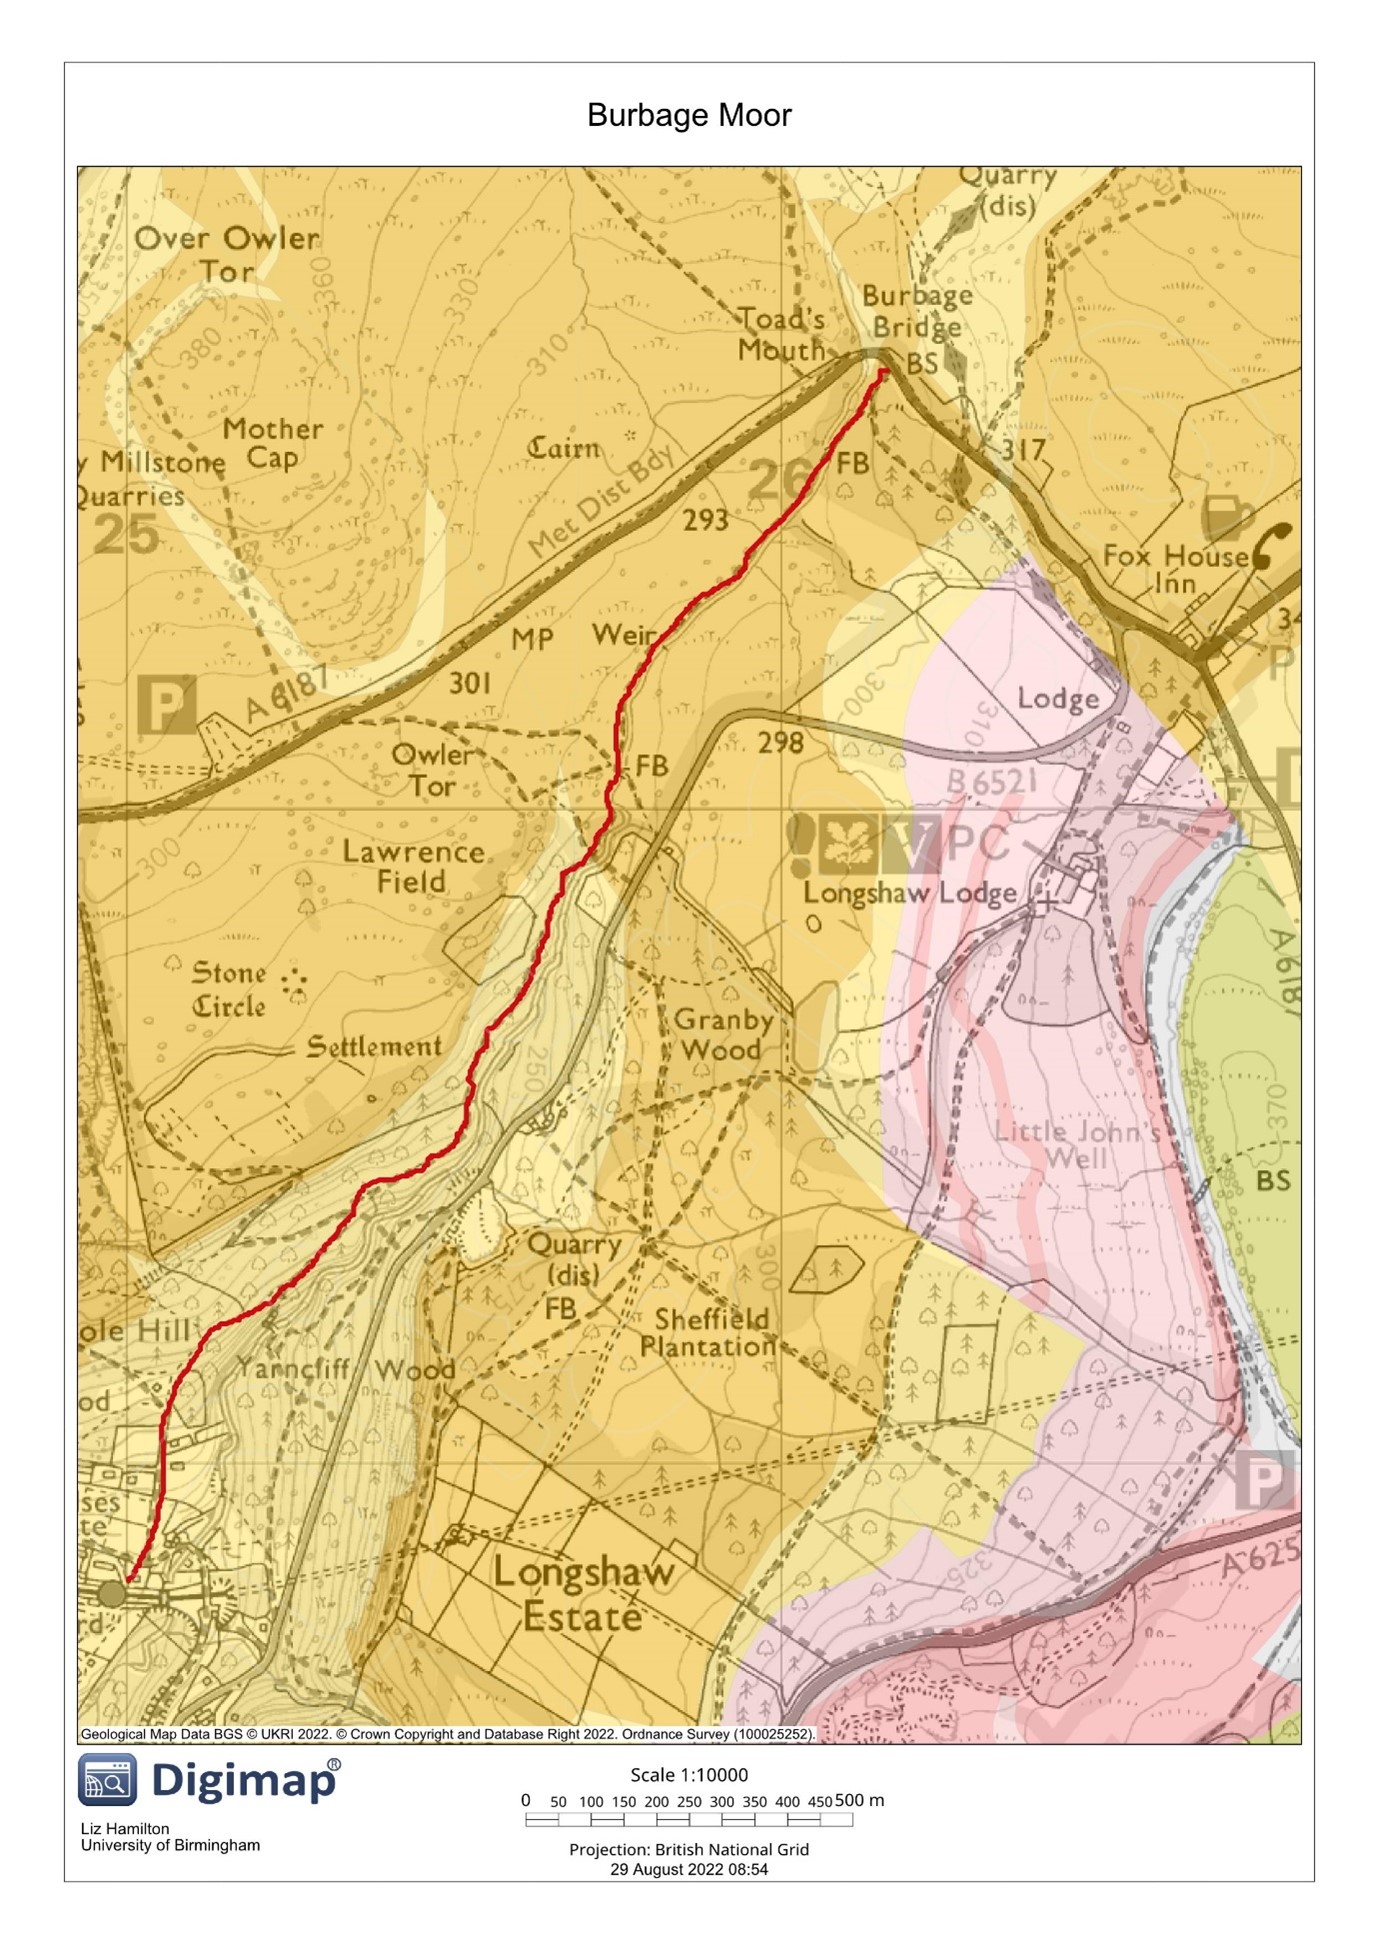 Burbage Moor
Quarry
(dis)
Over Owler
Tor
360
330
310
380
Burbage
Bridge
Toad's
Mouth
BS
Mother
Cap
y Millstone
Quarries
25
Cairn
Met Dist Bdy
26
FB
317
293
Fox House
Inn
34
MP
Weir
301
A 6187
P
P
300
310
Lodge
298
Owler
Tor
FB
B 6521
B
300
Lawrence
Field
! V PC
Longshaw Lodge
Stone
Circle
A 6187
Granby
Wood
Settlement
250
370
Little John's
Well
BS
Quarry
(dis)
FB
300
225
Sheffield
Plantation
ole Hill
Yarncliff Wood
od
P
ses
te
Longshaw
Estate
325
A 625
rd
Geological Map Data BGS © UKRI 2022. © Crown Copyright and Database Right 2022. Ordnance Survey (100025252).
Digimap®
Scale 1:10000
0 50 100 150 200 250 300 350 400 450 500 m
Liz Hamilton
University of Birmingham
Projection: British National Grid
29 August 2022 08:54